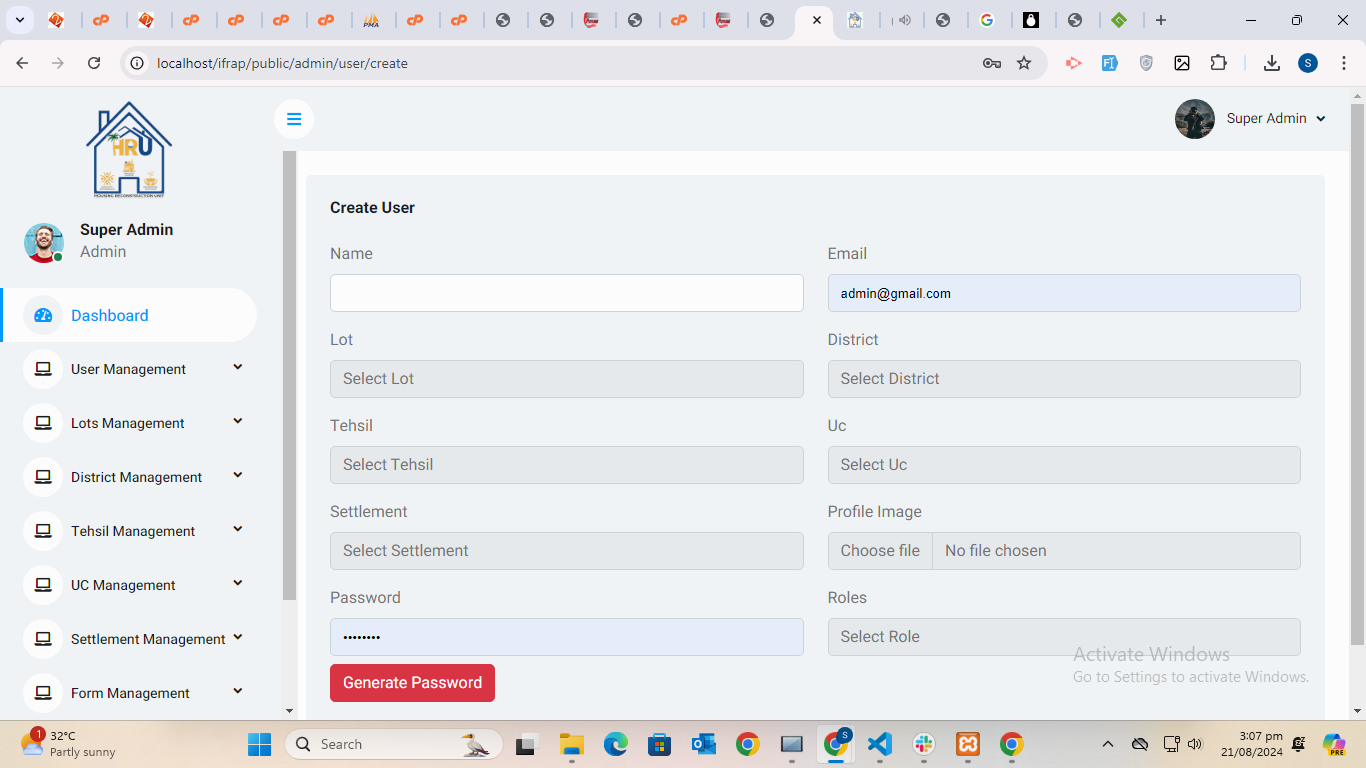 localhost/ifrap/public/admin/user/create
S
HRU
HOUSING RECONSTRUCTION UNIT
Super Admin
Super Admin
Admin
Dashboard
User Management
Lots Management
District Management
Tehsil Management
UC Management
Settlement Management
Form Management
Create User
Name
Email
admin@gmail.com
Lot
District
Select Lot
Select District
Tehsil
Uc
Select Tehsil
Select Uc
Settlement
Profile Image
Select Settlement
Choose file
No file chosen
Password
Roles
••••••••
Select Role
Generate Password
Activate Windows
Go to Settings to activate Windows.
1
32°C
Partly sunny
Search
S
3:07 pm
21/08/2024
PRE